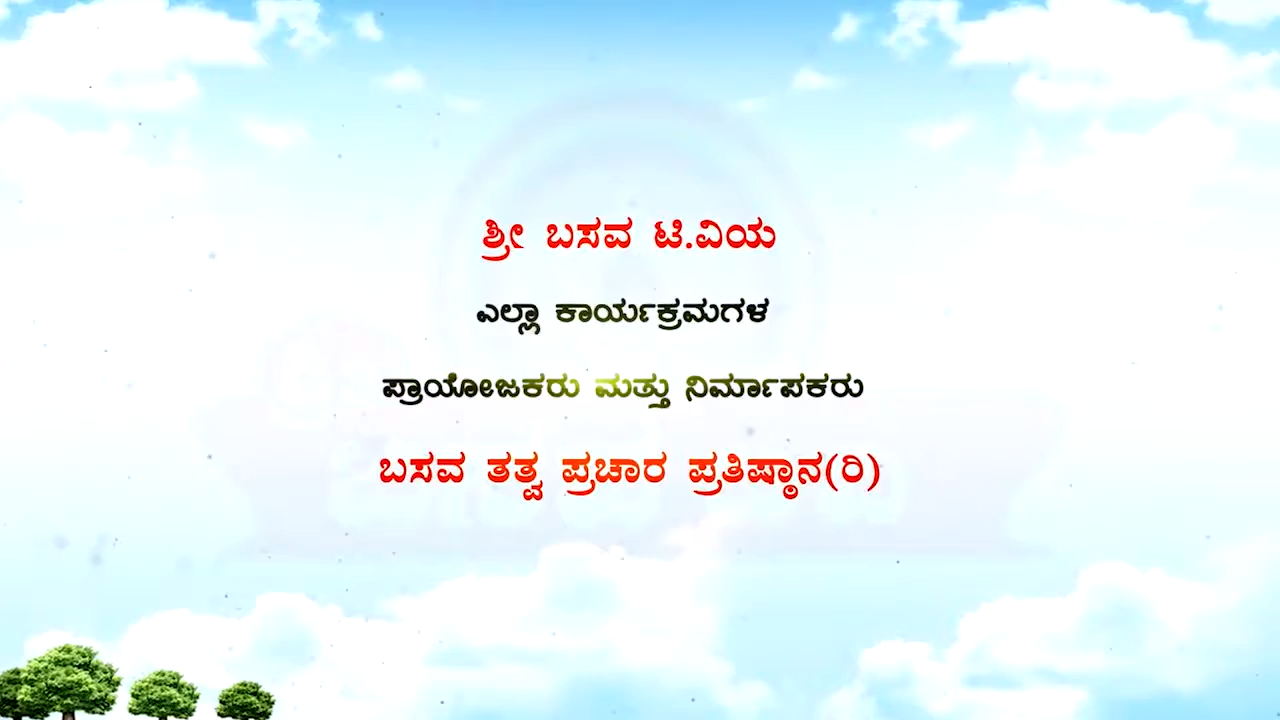 ಶ್ರೀ ಬಸವ ಟಿ.ವಿಯ
ಎಲ್ಲಾ ಕಾರ್ಯಕ್ರಮಗಳ
ಪ್ರಾಯೋಜಕರು ಮತ್ತು ನಿರ್ಮಾಪಕರು
ಬಸವ ತತ್ವ ಪ್ರಚಾರ ಪ್ರತಿಷ್ಠಾನ(ರಿ)